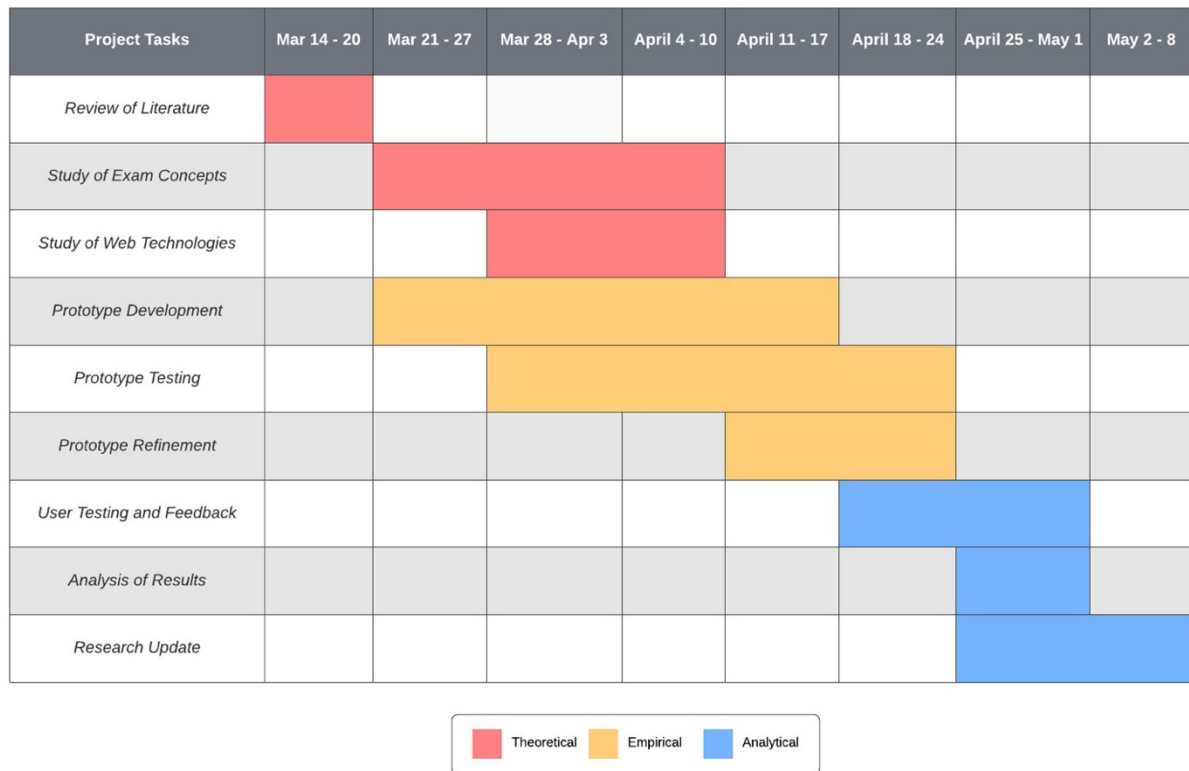 Project Tasks Mar 14 - 20 Mar 21 - 27 Mar 28 - Apr 3 April 4 - 10 April 11 - 17 April 18 - 24 April 25 - May 1 May 2 - 8
Review of Literature
Study of Exam Concepts
Study of Web Technologies
Prototype Development
Prototype Testing
Prototype Refinement
User Testing and Feedback
Analysis of Results
Research Update
Theoretical Empirical Analytical